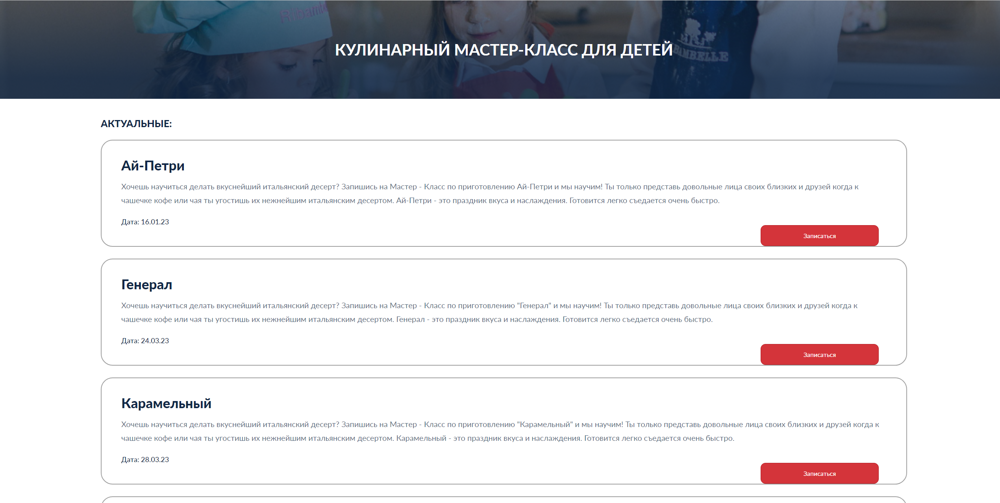 Ribambe
КУЛИНАРНЫЙ МАСТЕР-КЛАСС ДЛЯ ДЕТЕЙ
BAMBELLE
АКТУАЛЬНЫЕ:
Ай-Петри
Хочешь научиться делать вкуснейший итальянский десерт? Запишись на Мастер - Класс по приготовлению Ай-Петри и мы научим! Ты только представь довольные лица своих близких и друзей когда к
чашечке кофе или чая ты угостишь их нежнейшим итальянским десертом. Ай-Петри - это праздник вкуса и наслаждения. Готовится легко съедается очень быстро.
Дата: 16.01.23
Записаться
Генерал
Хочешь научиться делать вкуснейший итальянский десерт? Запишись на Мастер - Класс по приготовлению "Генерал" и мы научим! Ты только представь довольные лица своих близких и друзей когда к
чашечке кофе или чая ты угостишь их нежнейшим итальянским десертом. Генерал - это праздник вкуса и наслаждения. Готовится легко съедается очень быстро.
Дата: 24.03.23
Записаться
Карамельный
Хочешь научиться делать вкуснейший итальянский десерт? Запишись на Мастер - Класс по приготовлению "Карамельный" и мы научим! Ты только представь довольные лица своих близких и друзей когда к
чашечке кофе или чая ты угостишь их нежнейшим итальянским десертом. Карамельный - это праздник вкуса и наслаждения. Готовится легко съедается очень быстро.
Дата: 28.03.23
Записаться